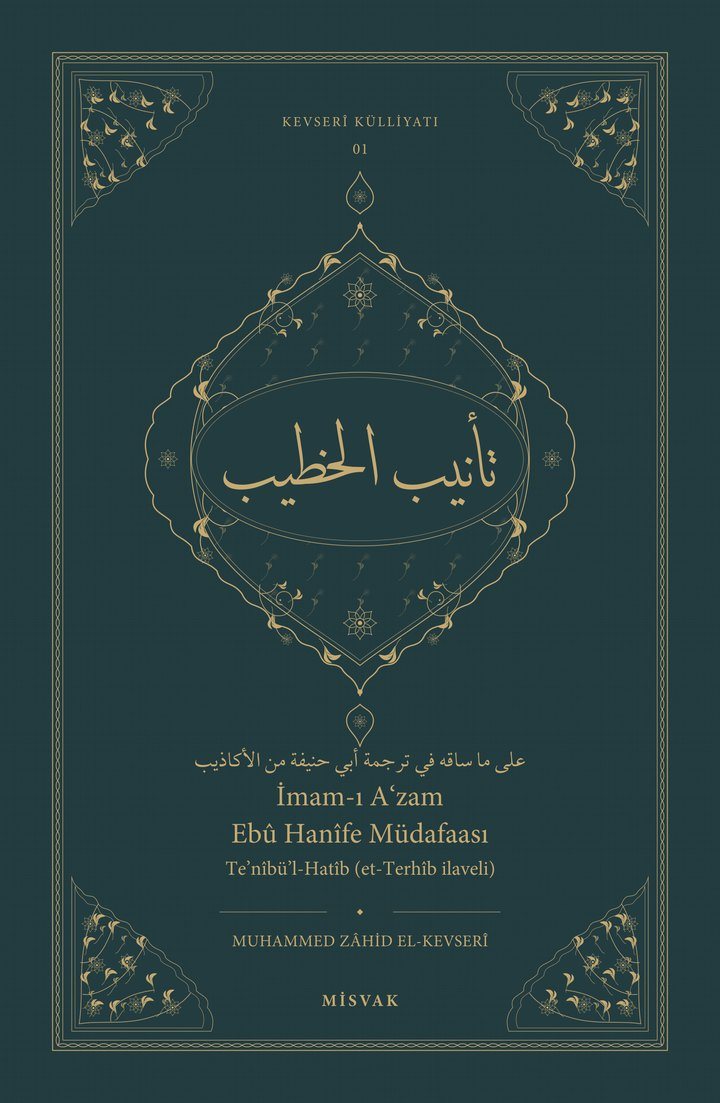 KEVSERÎ KÜLLİYATI
01
تأنيب الخطيب
على ما ساقه في ترجمة أبي حنيفة من الأكاذيب
İmam-ı A‘zam
Ebû Hanîfe Müdafaası
Te’nîbü’l-Hatîb (et-Terhîb ilaveli)
MUHAMMED ZÂHİD EL-KEVSERÎ
MİSVAK